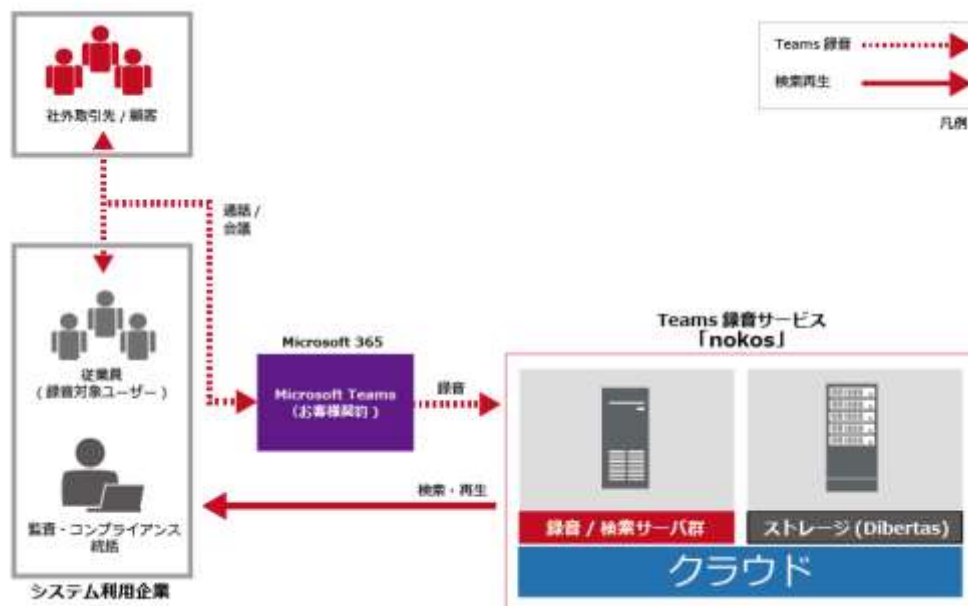 社外取引先 / 顧客
Teams 録音
検索再生
凡例
通話 /
会議
従業員
( 録音対象ユーザー )
監査・コンプライアンス
統括
システム利用企業
Microsoft 365
Microsoft Teams
(お客様契約 )
録音
検索・再生
Teams 録音サービス
「nokos」
録音 / 検索サーバ群
ストレージ (Dibertas)
クラウド